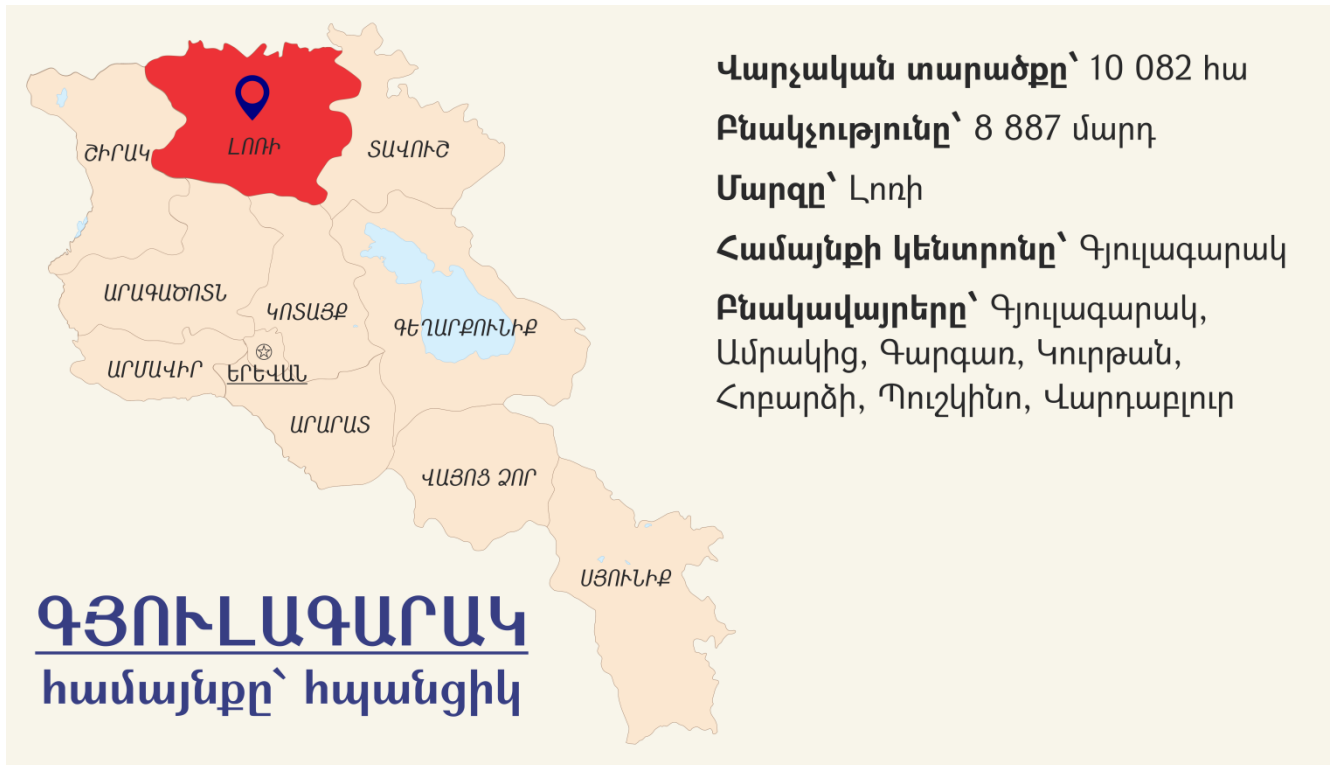 ՇԻՐԱԿ
ԼՈՌԻ
ՏԱՎՈՒՇ
ԱՐԱԳԱԾՈՏՆ
ԿՈՏԱՅՔ
ԳԵՂԱՐՔՈՒՆԻՔ
ԱՐՄԱՎԻՐ
ԵՐԵՎԱՆ
ԱՐԱՐԱՏ
ՎԱՅՈՑ ՁՈՐ
ՍՅՈՒՆԻՔ
ԳՅՈՒԼԱԳԱՐԱԿ
համայնքը՝ հպանցիկ
Վարչական տարածքը՝ 10 082 հա
Բնակչությունը՝ 8 887 մարդ
Մարզը՝ Լոռի
Համայնքի կենտրոնը՝ Գյուլագարակ
Բնակավայրերը՝ Գյուլագարակ,
Ամրակից, Գարգառ, Կուրթան,
Հոբարձի, Պուշկինո, Վարդաբլուր